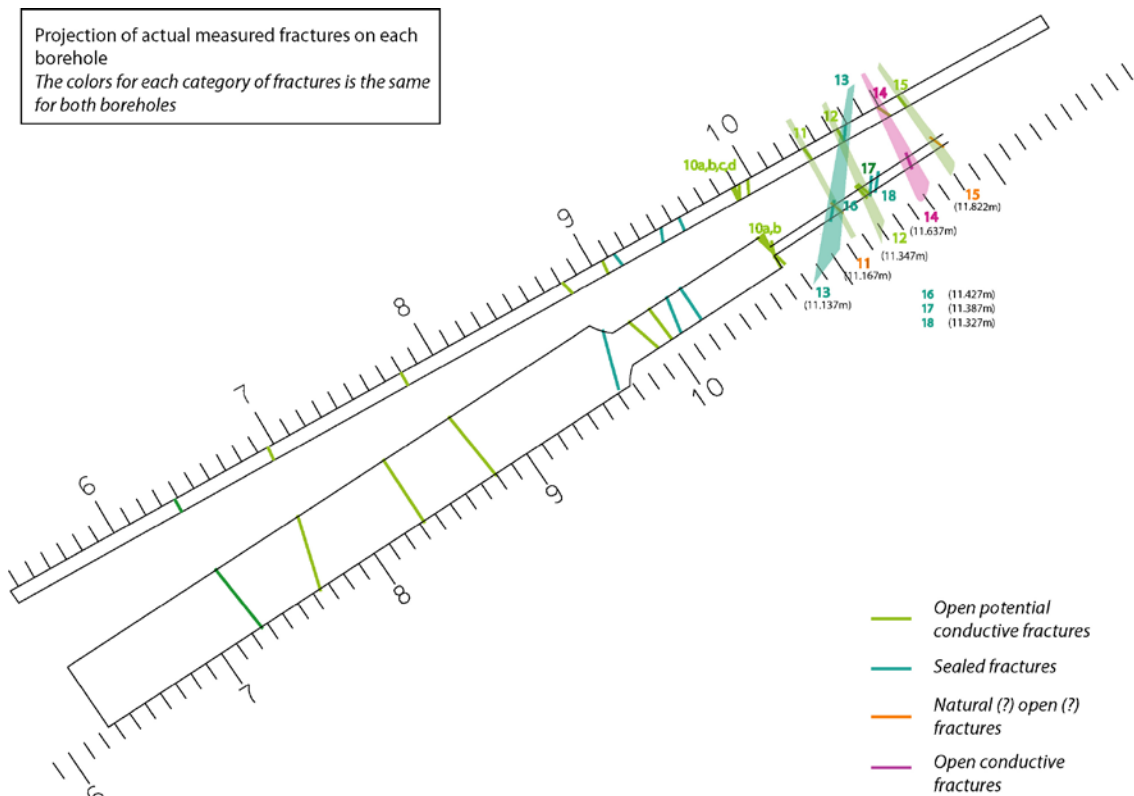 Projection of actual measured fractures on each
borehole
The colors for each category of fractures is the same
for both boreholes
6
7
8
9
10
10a,b,c,d
11
12
13
14
15
16
17
18
10a,b
13
(11.137m)
11
(11.167m)
12
(11.347m)
14
(11.637m)
15
(11.822m)
16 (11.427m)
17 (11.387m)
18 (11.327m)
6
7
8
9
10
Open potential
conductive fractures
Sealed fractures
Natural (?) open (?)
fractures
Open conductive
fractures